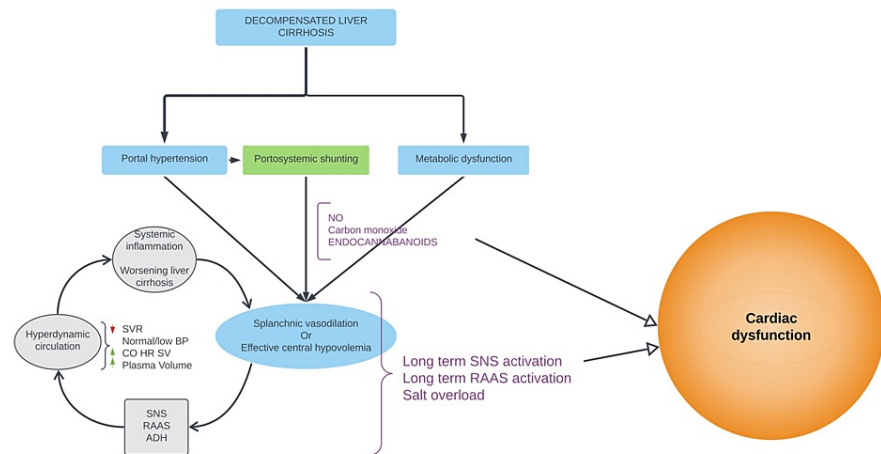 DECOMPENSATED LIVER
CIRRHOSIS
Portal hypertension
Portosystemic shunting
Metabolic dysfunction
NO
Carbon monoxide
ENDOCANNABANOIDS
Systemic
inflammation
Worsening liver
cirrhosis
Hyperdynamic
circulation
SVR
Normal/low BP
CO HR SV
Plasma Volume
Splanchnic vasodilation
Or
Effective central hypovolemia
SNS
RAAS
ADH
Long term SNS activation
Long term RAAS activation
Salt overload
Cardiac
dysfunction